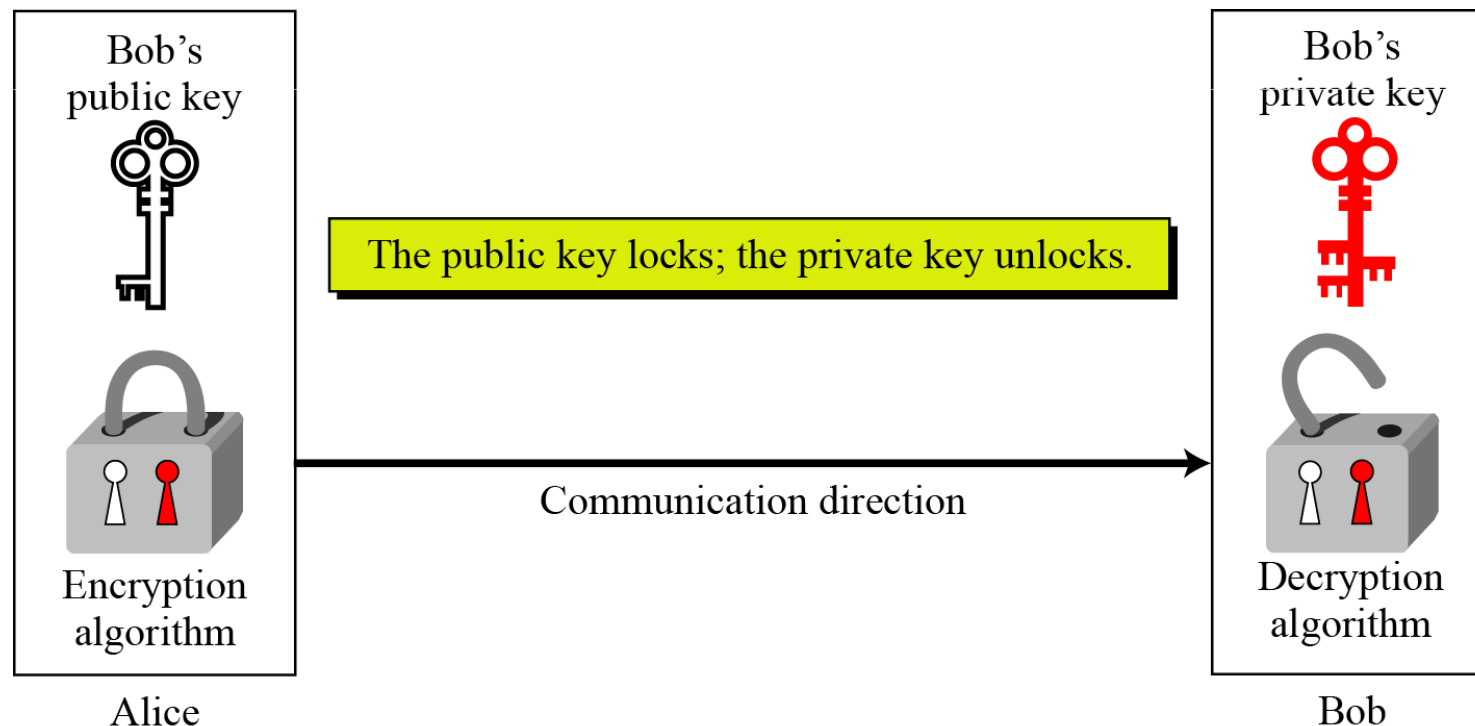 Bob’s
public key
Encryption
algorithm
Alice
The public key locks; the private key unlocks.
Communication direction
Bob’s
private key
Decryption
algorithm
Bob